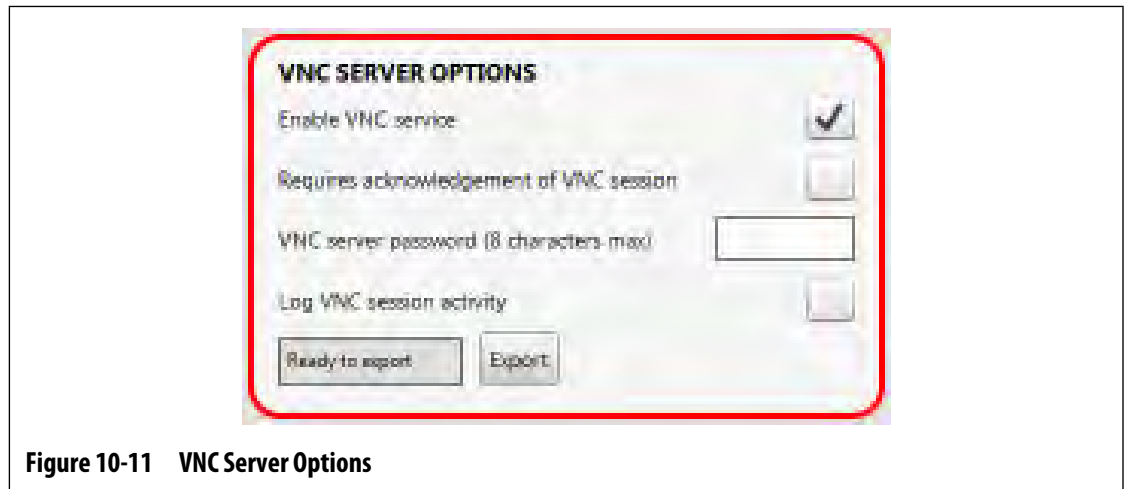 VNC SERVER OPTIONS
Enable VNC service
Requires acknowledgement of VNC session
VNC server password (8 characters max)
Log VNC session activity
Ready to export Export
Figure 10-11 VNC Server Options